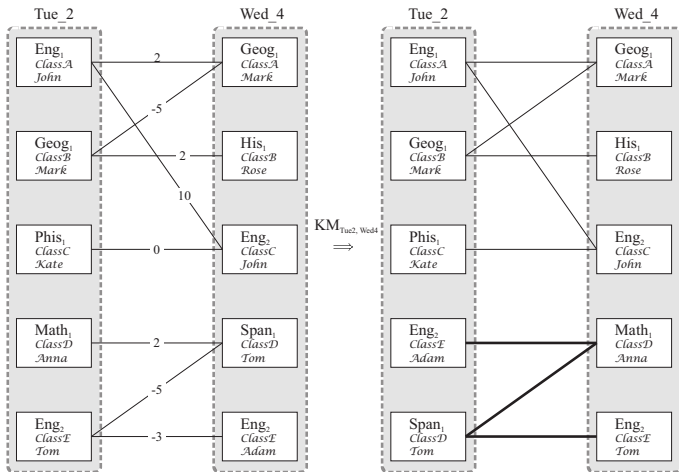 Tue_2
Wed_4
Tue_2
Wed_4
Eng1
ClassA
John
2
Geog1
ClassA
Mark
Eng1
ClassA
John
Geog1
ClassA
Mark
-5
Geog1
ClassB
Mark
2
His1
ClassB
Rose
Geog1
ClassB
Mark
His1
ClassB
Rose
10
Phis1
ClassC
Kate
0
Eng2
ClassC
John
KM Tue2, Wed4
⇒
Phis1
ClassC
Kate
Eng2
ClassC
John
Math1
ClassD
Anna
2
Span1
ClassD
Tom
Eng2
ClassE
Adam
Math1
ClassD
Anna
-5
Eng2
ClassE
Tom
-3
Eng2
ClassE
Adam
Span1
ClassD
Tom
Eng2
ClassE
Tom